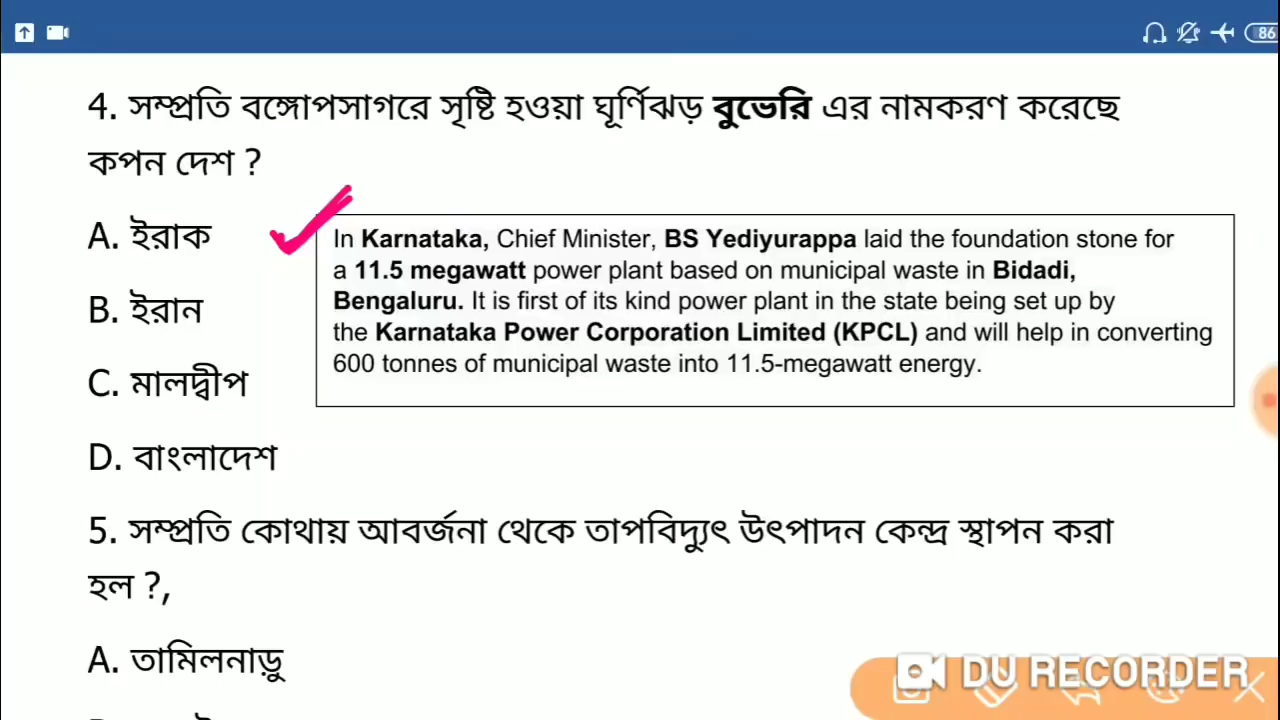 86
4. সম্প্রতি বঙ্গোপসাগরে সৃষ্টি হওয়া ঘূর্ণিঝড় বুভেরি এর নামকরণ করেছে
কপন দেশ ?
A. ইরাক
In Karnataka, Chief Minister, BS Yediyurappa laid the foundation stone for
a 11.5 megawatt power plant based on municipal waste in Bidadi,
Bengaluru. It is first of its kind power plant in the state being set up by
the Karnataka Power Corporation Limited (KPCL) and will help in converting
600 tonnes of municipal waste into 11.5-megawatt energy.
B. ইরান
C. মালদ্বীপ
D. বাংলাদেশ
5. সম্প্রতি কোথায় আবর্জনা থেকে তাপবিদ্যুৎ উৎপাদন কেন্দ্র স্থাপন করা
হল ?,
A. তামিলনাড়ু
DU RECORDER